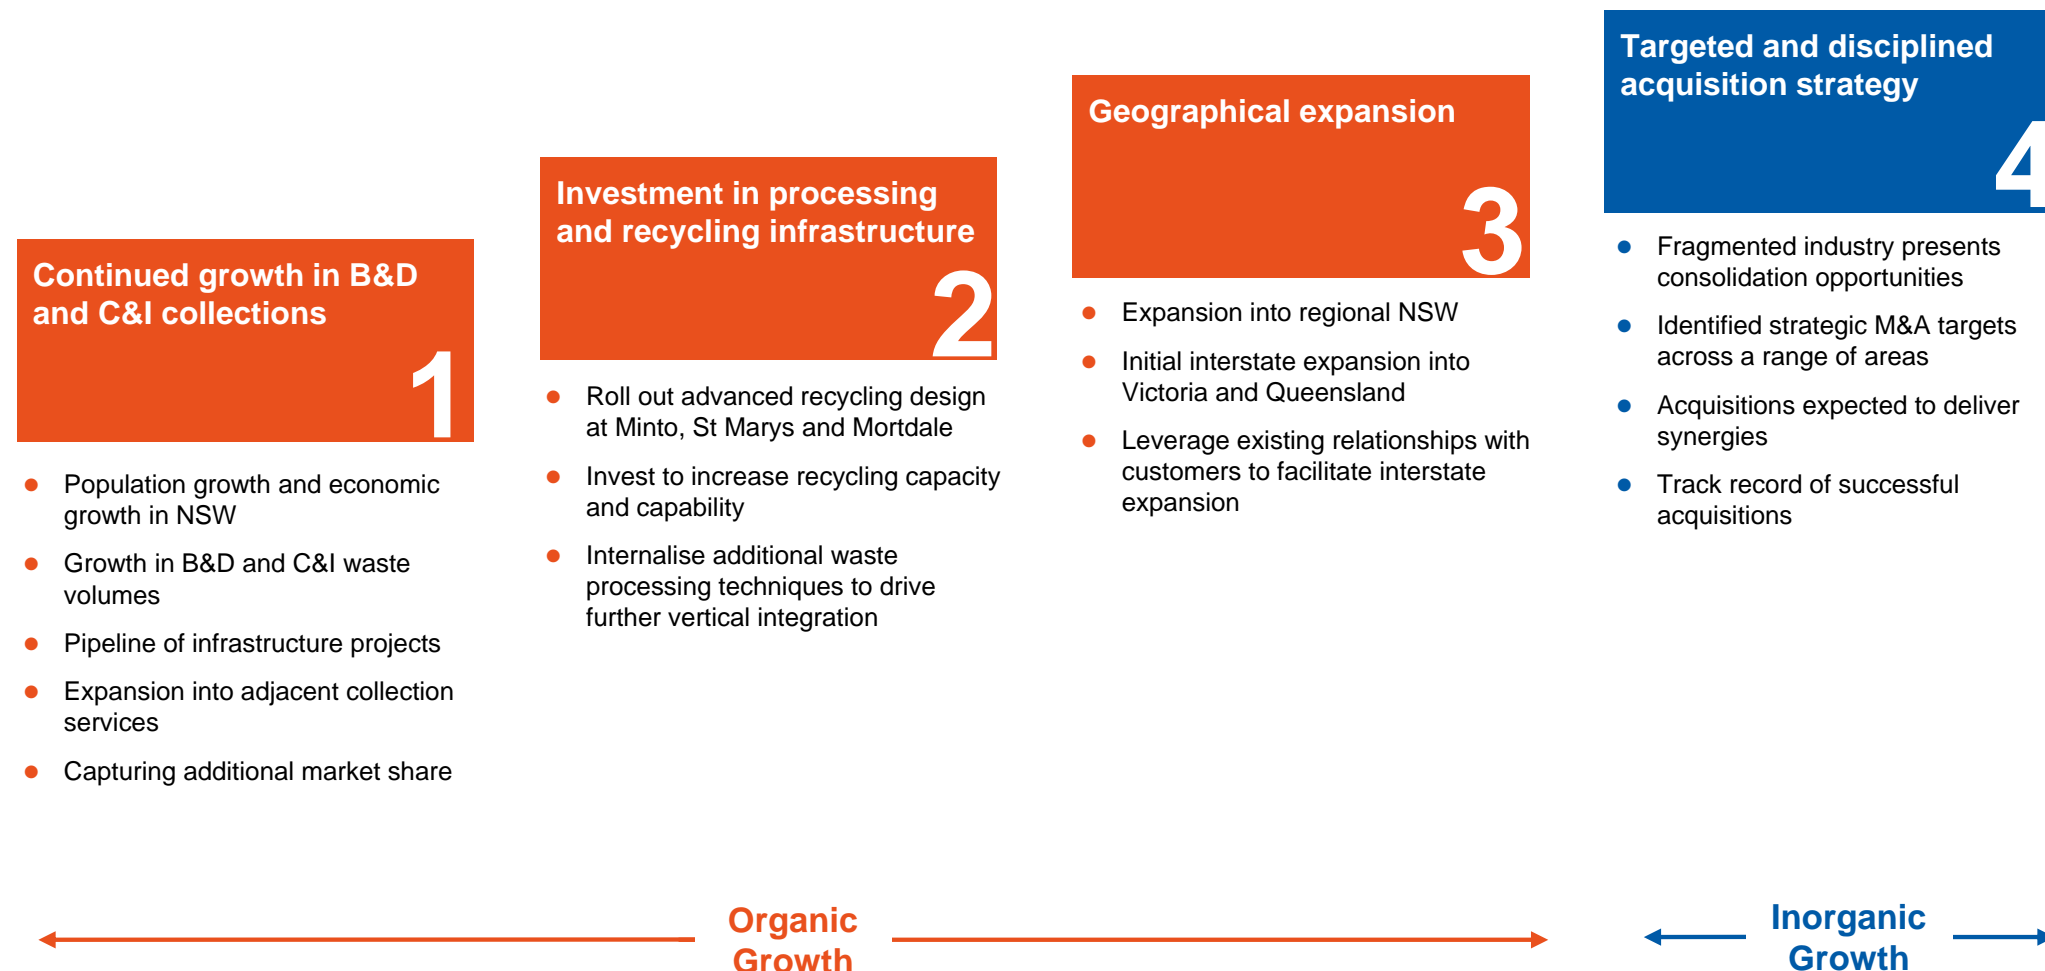 Continued growth in B&D
and C&I collections
1
● Population growth and economic
growth in NSW
● Growth in B&D and C&I waste
volumes
● Pipeline of infrastructure projects
● Expansion into adjacent collection
services
● Capturing additional market share
Investment in processing
and recycling infrastructure
2
● Roll out advanced recycling design
at Minto, St Marys and Mortdale
● Invest to increase recycling capacity
and capability
● Internalise additional waste
processing techniques to drive
further vertical integration
Geographical expansion
3
● Expansion into regional NSW
● Initial interstate expansion into
Victoria and Queensland
● Leverage existing relationships with
customers to facilitate interstate
expansion
Targeted and disciplined
acquisition strategy
4
● Fragmented industry presents
consolidation opportunities
● Identified strategic M&A targets
across a range of areas
● Acquisitions expected to deliver
synergies
● Track record of successful
acquisitions
Organic
Growth
Inorganic
Growth